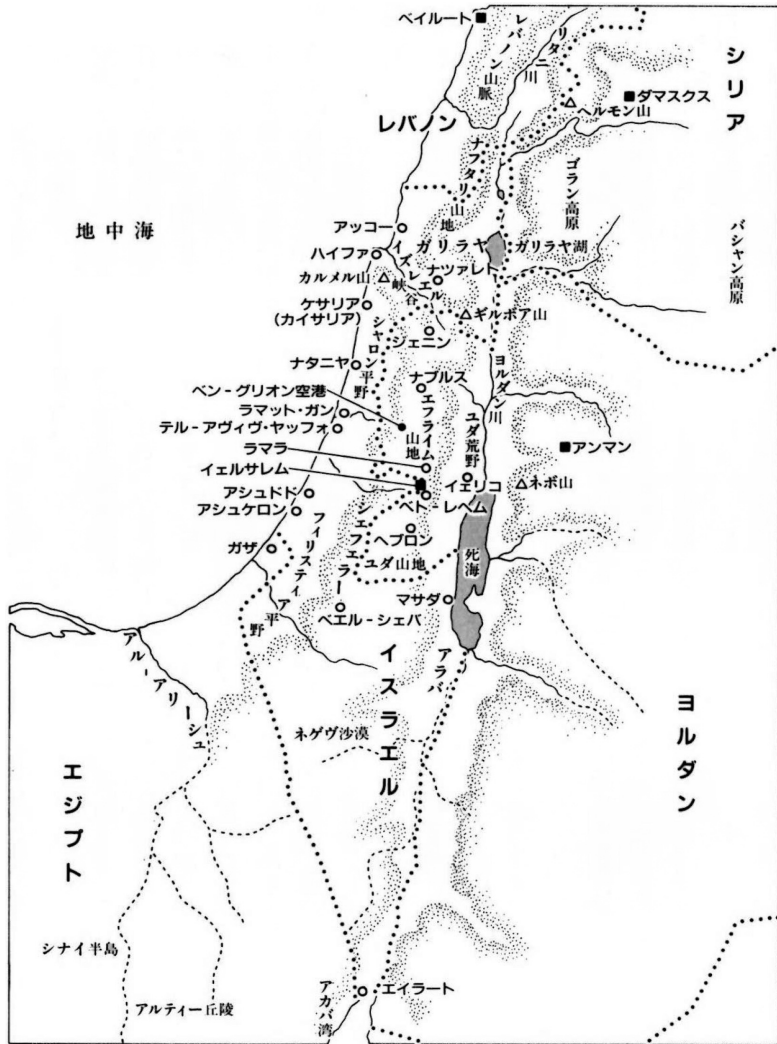 ベイルート
レバノン山脈
リタニ川
シリア
ダマスクス
ヘルモン山
レバノン
ナフタリ山地
ゴラン高原
アッコー
地中海
ガリラヤ
ガリラヤ湖
バシャン高原
ハイファ
イズレエル峡谷
ナツァレト
カルメル山
ケサリア
(カイサリア)
ギルボア山
ジェニン
シャロン平野
ナタニヤ
ナブルス
ヨルダン川
ベン‐グリオン空港
エフライム山地
ラマット・ガン
テル‐アヴィヴ・ヤッフォ
ユダ荒野
アンマン
ラマラ
イェルサレム
イェリコ
ネボ山
アシュドド
ベト‐レヘム
アシュケロン
シェフェラー
ヘブロン
ガザ
フィリスティア平野
ユダ山地
死海
マサダ
ベエル‐シェバ
アル‐アリーシュ
イスラエル
アラバ
ヨルダン
ネゲヴ沙漠
エジプト
シナイ半島
エイラート
アルティー丘陵
アカバ湾